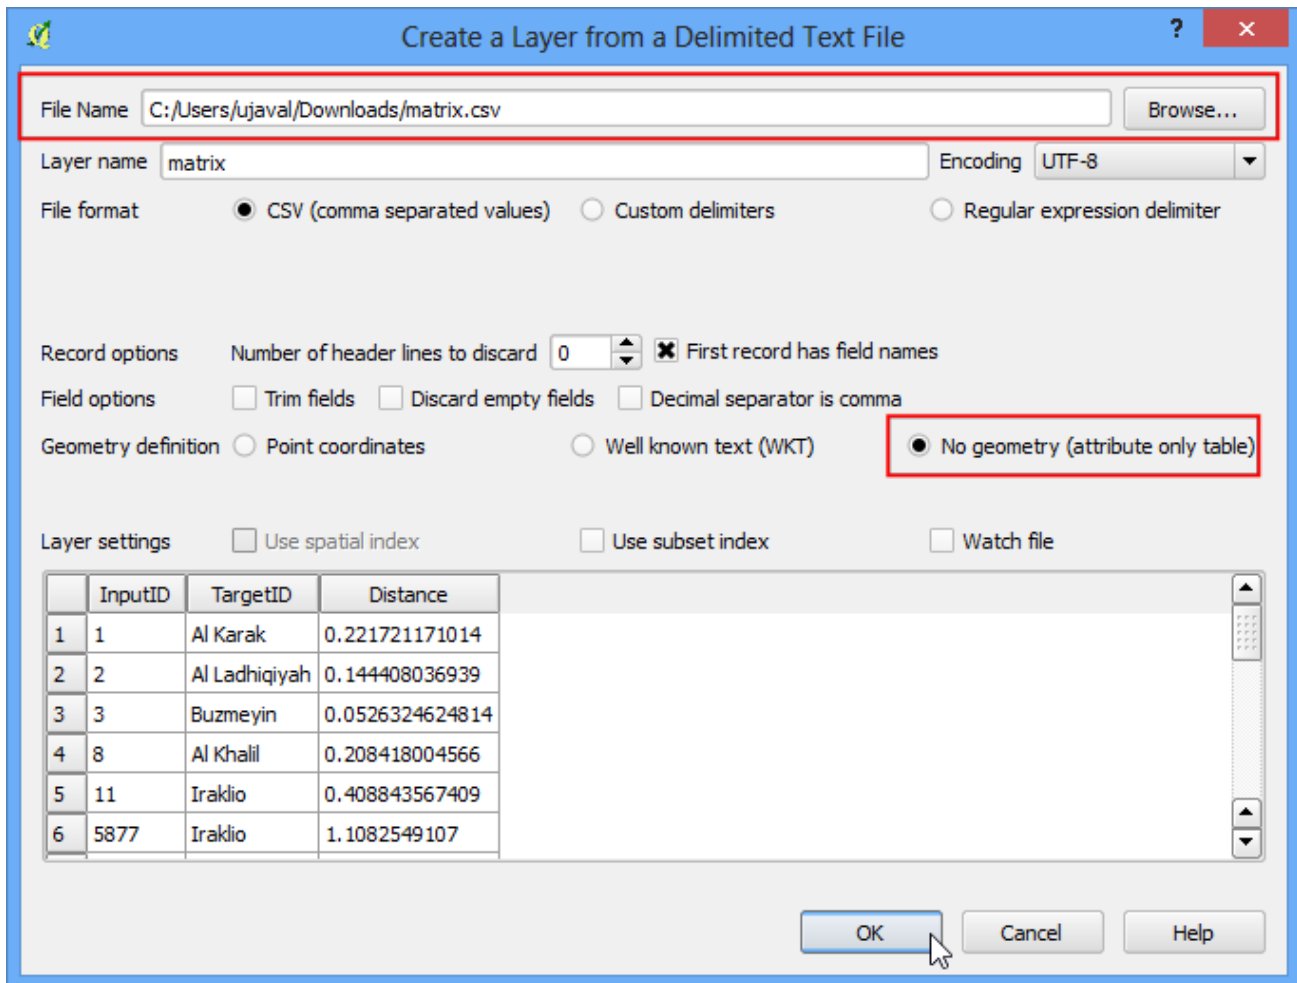 Create a Layer from a Delimited Text File ?
File Name C:/Users/ujaval/Downloads/matrix.csv Browse...
Layer name matrix Encoding UTF-8
File format CSV (comma separated values) Custom delimiters Regular expression delimiter
Record options Number of header lines to discard 0 First record has field names
Field options Trim fields Discard empty fields Decimal separator is comma
Geometry definition Point coordinates Well known text (WKT) No geometry (attribute only table)
Layer settings Use spatial index Use subset index Watch file
InputID TargetID Distance
1 1 Al Karak 0.221721171014
2 2 Al Ladhiqiyah 0.144408036939
3 3 Buzmeyin 0.0526324624814
4 8 Al Khalil 0.208418004566
5 11 Iraklio 0.408843567409
6 5877 Iraklio 1.1082549107
OK Cancel Help